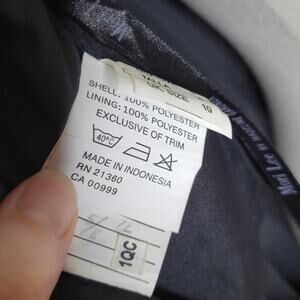 UK SIZE 10
SHELL: 100% POLYESTER
LINING: 100% POLYESTER
EXCLUSIVE OF TRIM
40°C
MADE IN INDONESIA
RN 21360
CA 00999
1QC